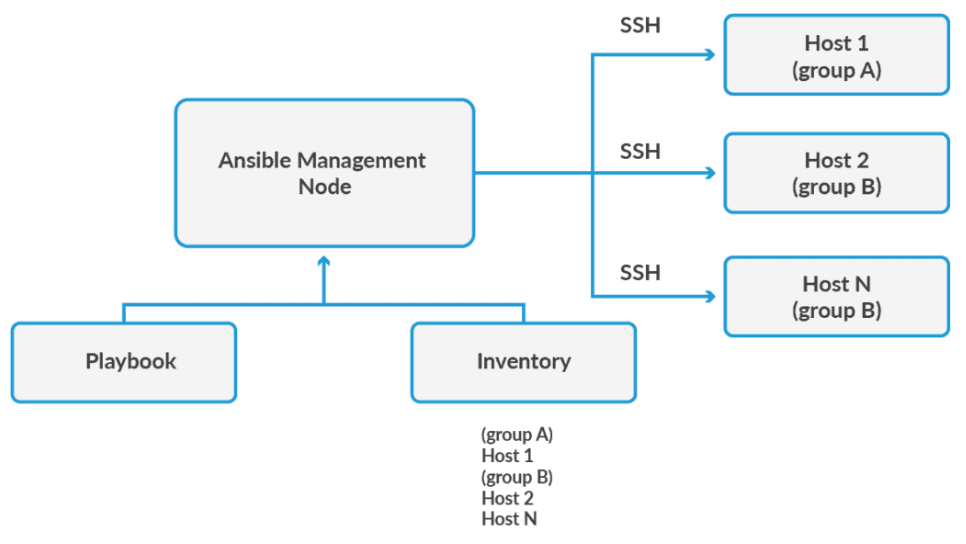 SSH
Host 1
(group A)
Ansible Management
Node
SSH
Host 2
(group B)
SSH
Host N
(group B)
Playbook
Inventory
(group A)
Host 1
(group B)
Host 2
Host N